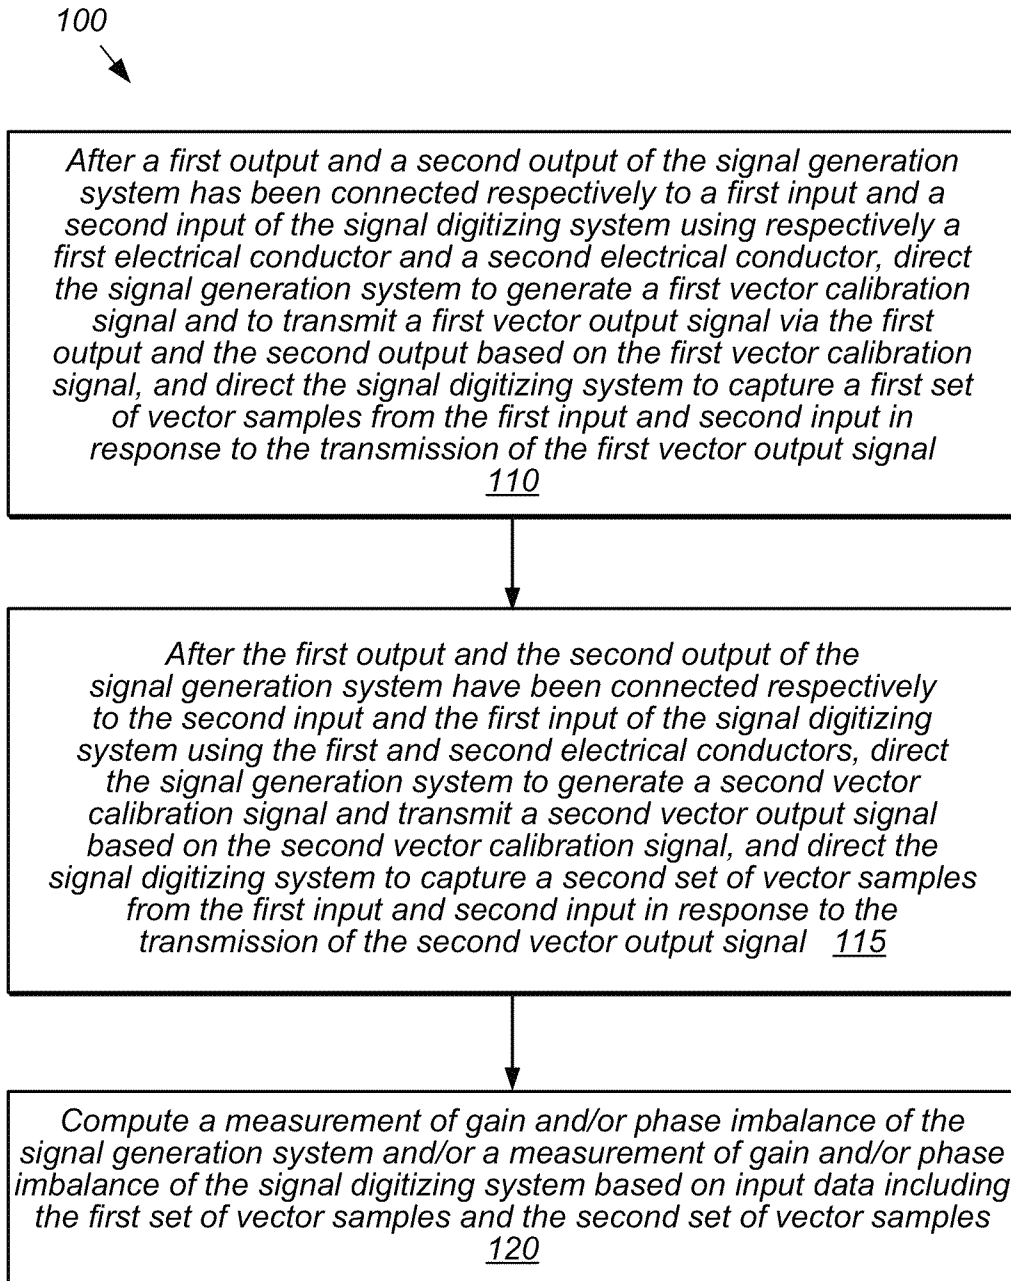 100
After a first output and a second output of the signal generation
system has been connected respectively to a first input and a
second input of the signal digitizing system using respectively a
first electrical conductor and a second electrical conductor, direct
the signal generation system to generate a first vector calibration
signal and to transmit a first vector output signal via the first
output and the second output based on the first vector calibration
signal, and direct the signal digitizing system to capture a first set
of vector samples from the first input and second input in
response to the transmission of the first vector output signal
110
After the first output and the second output of the
signal generation system have been connected respectively
to the second input and the first input of the signal digitizing
system using the first and second electrical conductors, direct
the signal generation system to generate a second vector
calibration signal and transmit a second vector output signal
based on the second vector calibration signal, and direct the
signal digitizing system to capture a second set of vector samples
from the first input and second input in response to the
transmission of the second vector output signal 115
Compute a measurement of gain and/or phase imbalance of the
signal generation system and/or a measurement of gain and/or phase
imbalance of the signal digitizing system based on input data including
the first set of vector samples and the second set of vector samples
120